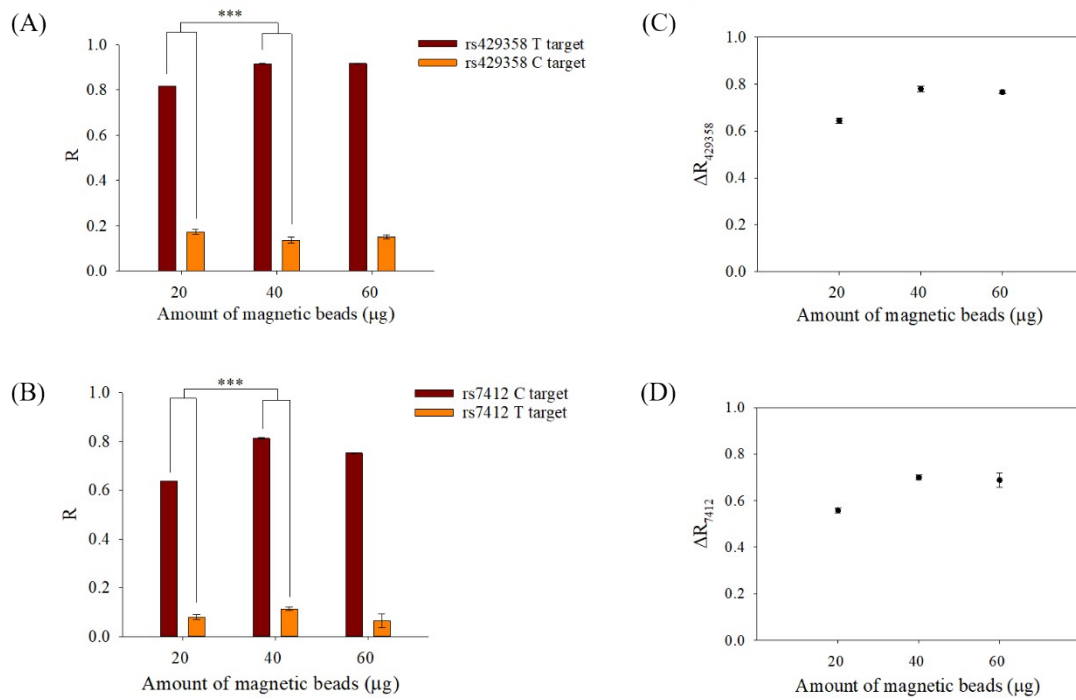 (A)
***
rs429358 T target
rs429358 C target
R
1.0
0.8
0.6
0.4
0.2
0.0
20 40 60
Amount of magnetic beads (µg)
(C)
ΔR429358
1.0
0.8
0.6
0.4
0.2
0.0
20 40 60
Amount of magnetic beads (µg)
(B)
***
rs7412 C target
rs7412 T target
R
1.0
0.8
0.6
0.4
0.2
0.0
20 40 60
Amount of magnetic beads (µg)
(D)
ΔR7412
1.0
0.8
0.6
0.4
0.2
0.0
20 40 60
Amount of magnetic beads (µg)